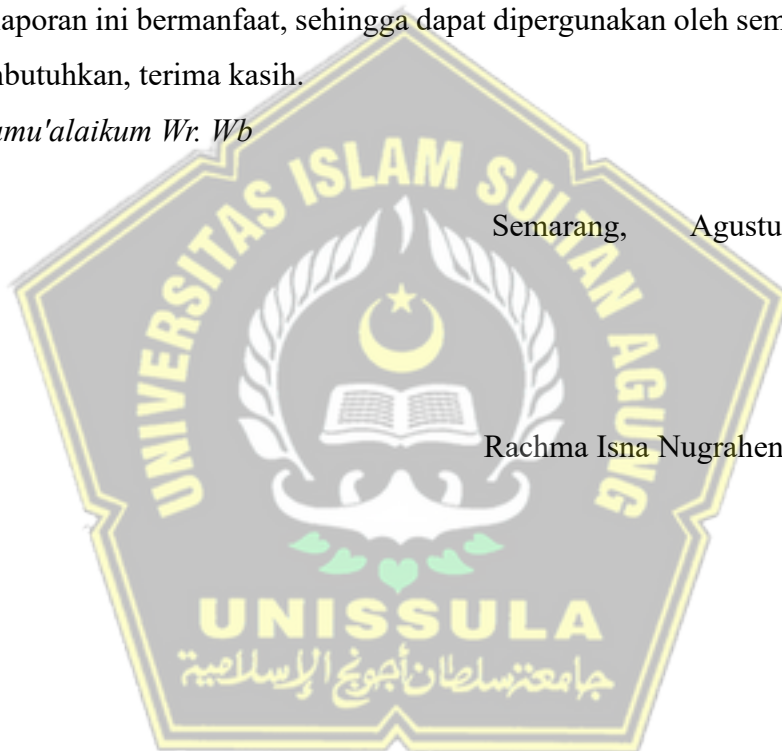 laporan ini bermanfaat, sehingga dapat dipergunakan oleh sem
butuhkan, terima kasih.
amu'alaikum Wr. Wb
UNIVERSITAS ISLAM SULTAN AGUNG
Semarang, Agustu
Rachma Isna Nugrahen
UNISSULA
جامعة سلطان أجونج الإسلامية